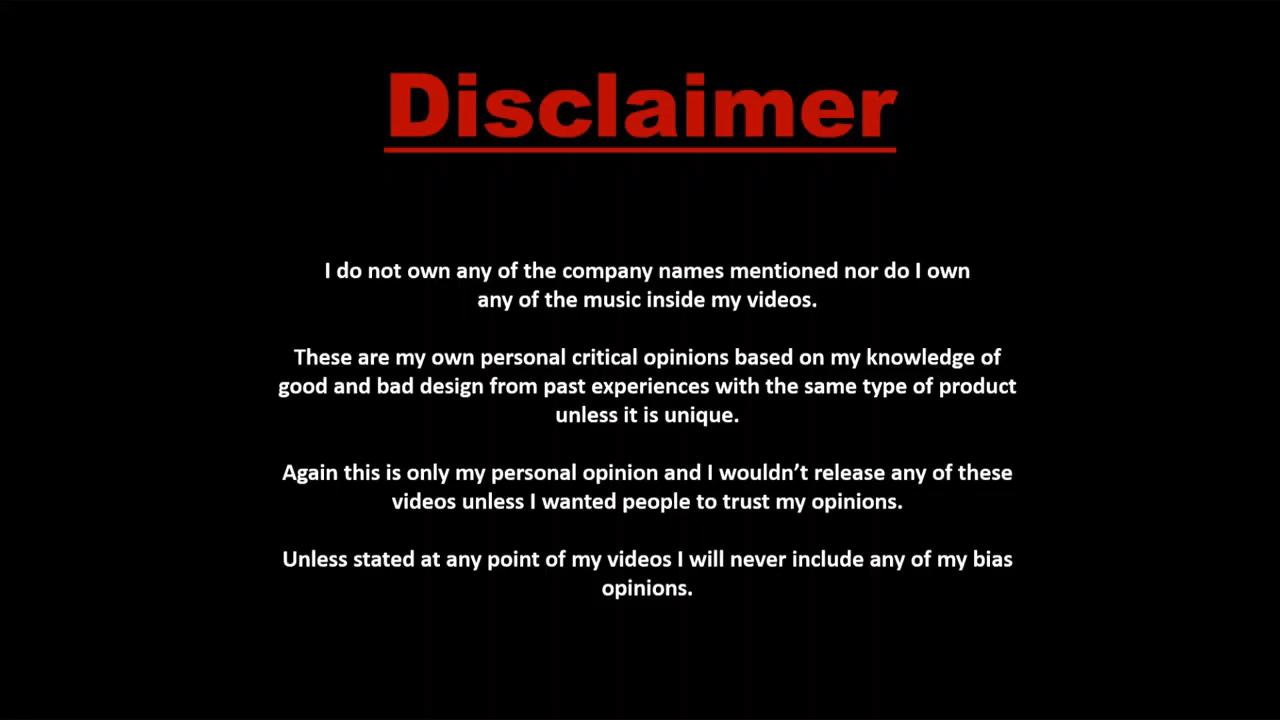 Disclaimer
I do not own any of the company names mentioned nor do I own
any of the music inside my videos.
These are my own personal critical opinions based on my knowledge of
good and bad design from past experiences with the same type of product
unless it is unique.
Again this is only my personal opinion and I wouldn’t release any of these
videos unless I wanted people to trust my opinions.
Unless stated at any point of my videos I will never include any of my bias
opinions.